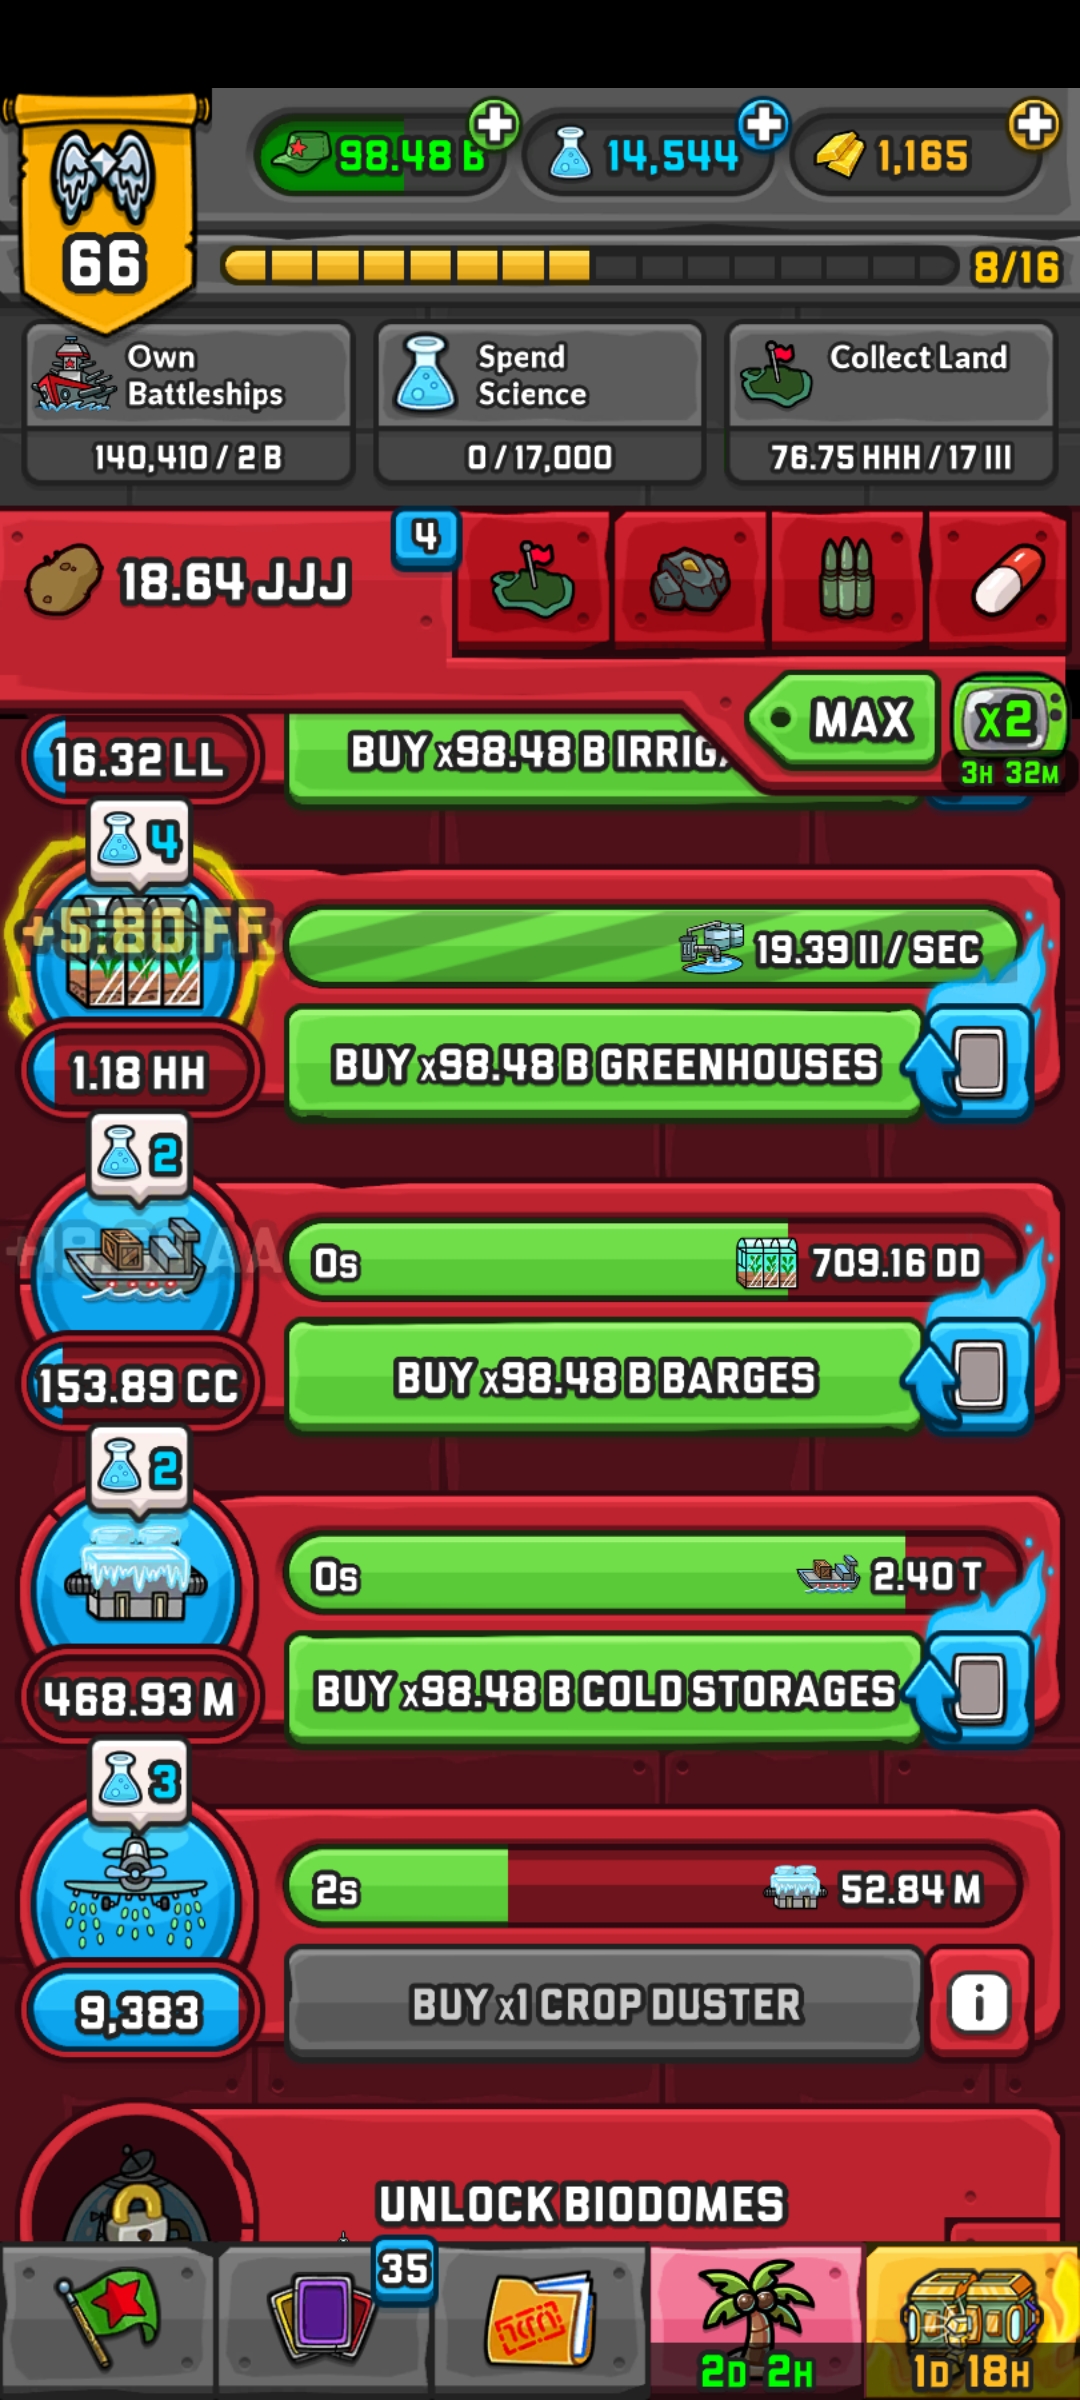 98.48 B
14,544
1,165
66
8/16
Own
Battleships
140,410 / 2 B
Spend
Science
0 / 17,000
Collect Land
76.75 HHH / 17 III
18.64 JJJ
4
MAX
x2
3H 32M
16.32 LL
BUY x98.48 B IRRIG
4
+5.80 FF
19.39 II / SEC
1.18 HH
BUY x98.48 B GREENHOUSES
2
0s
709.16 DD
153.89 CC
BUY x98.48 B BARGES
2
0s
2.40 T
468.93 M
BUY x98.48 B COLD STORAGES
3
2s
52.84 M
9,383
BUY x1 CROP DUSTER
i
UNLOCK BIODOMES
35
2D 2H
1D 18H